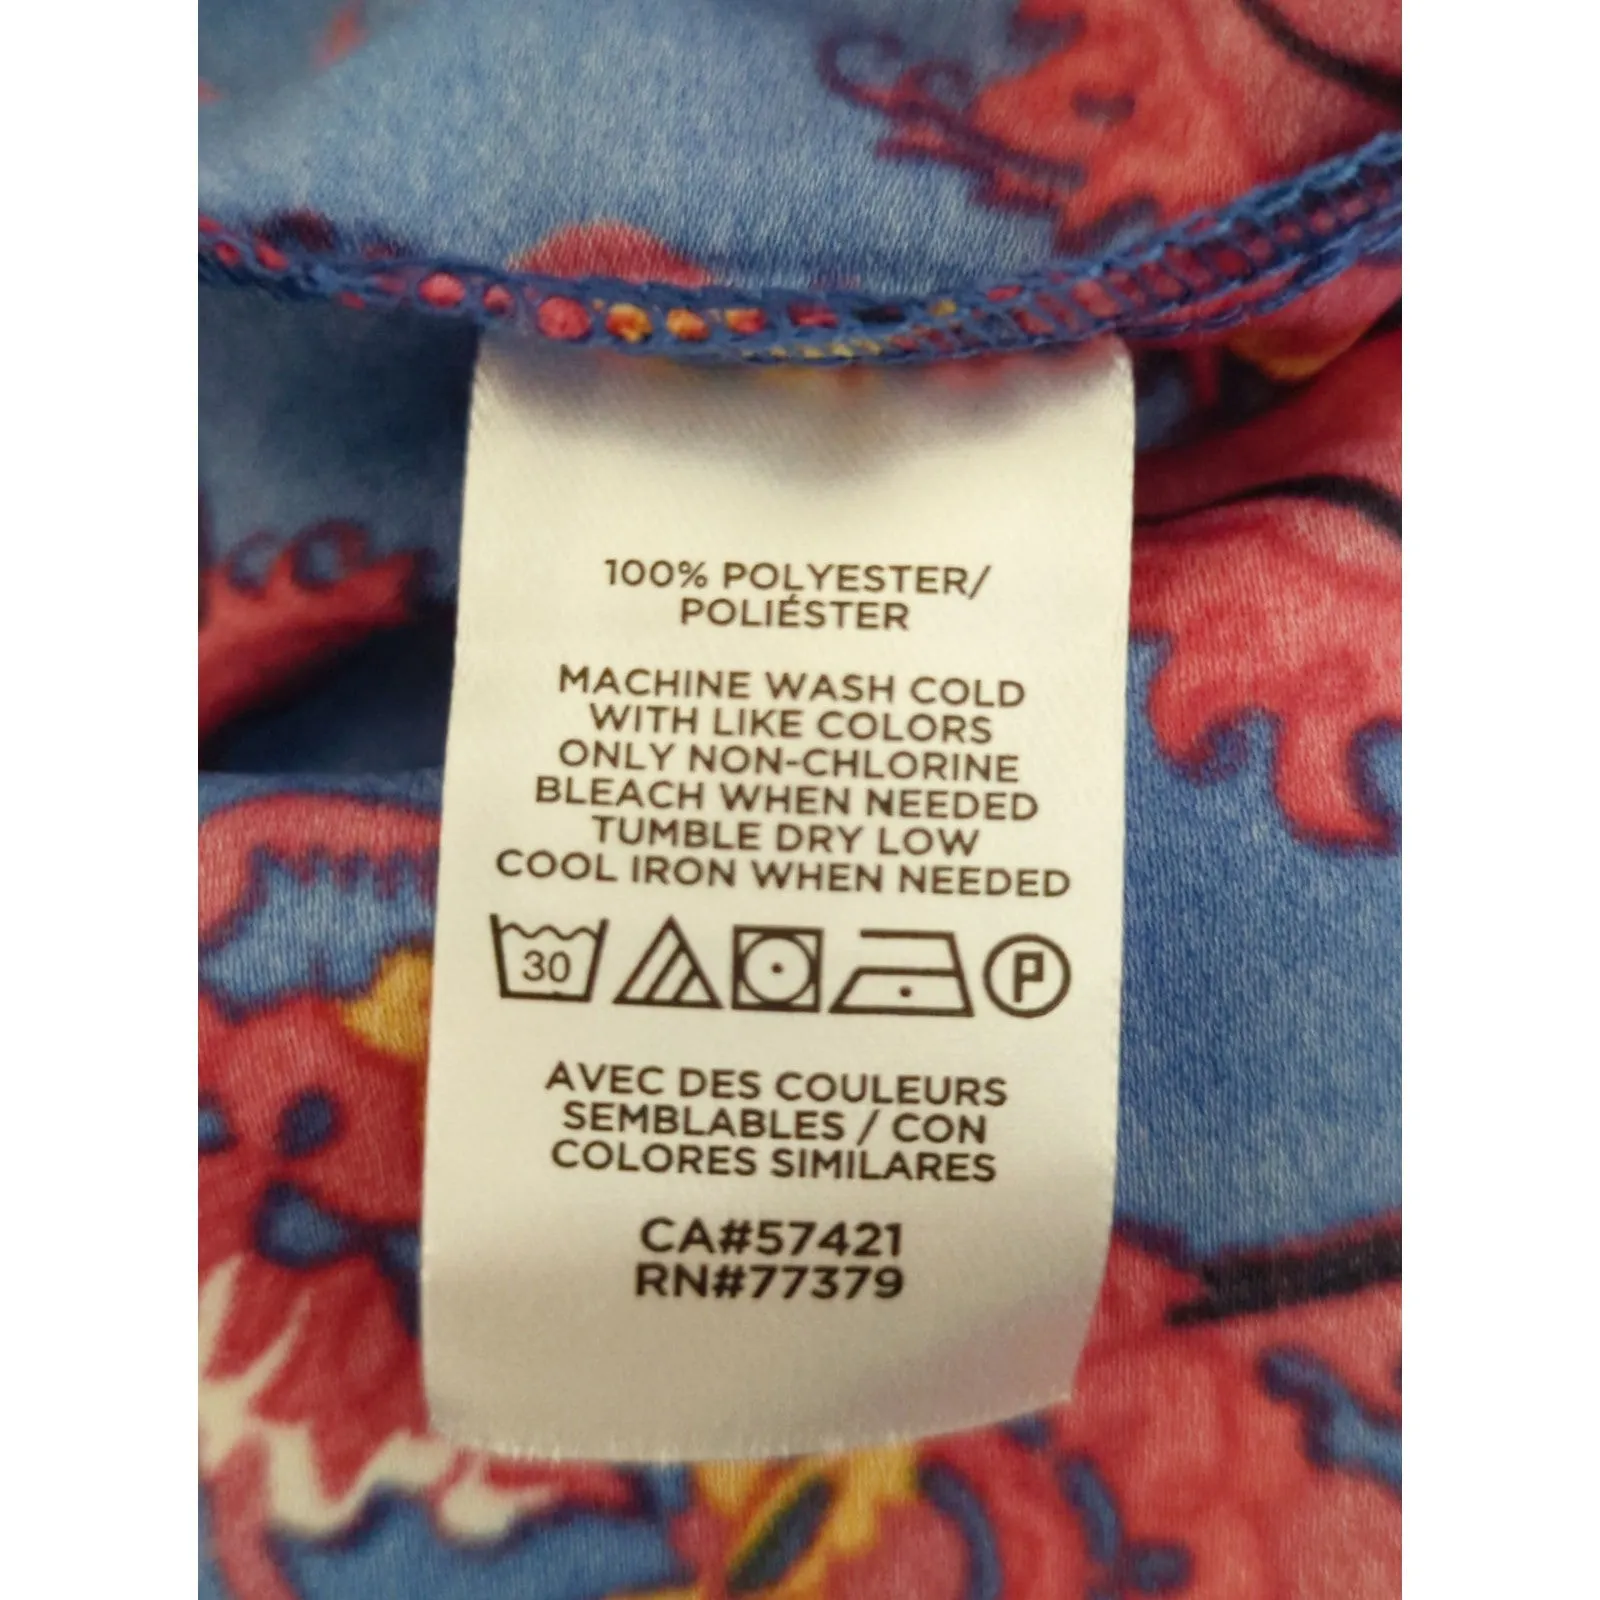 100% POLYESTER/
POLIÉSTER
MACHINE WASH COLD
WITH LIKE COLORS
ONLY NON-CHLORINE
BLEACH WHEN NEEDED
TUMBLE DRY LOW
COOL IRON WHEN NEEDED
30 P
AVEC DES COULEURS
SEMBLABLES / CON
COLORES SIMILARES
CA#57421
RN#77379